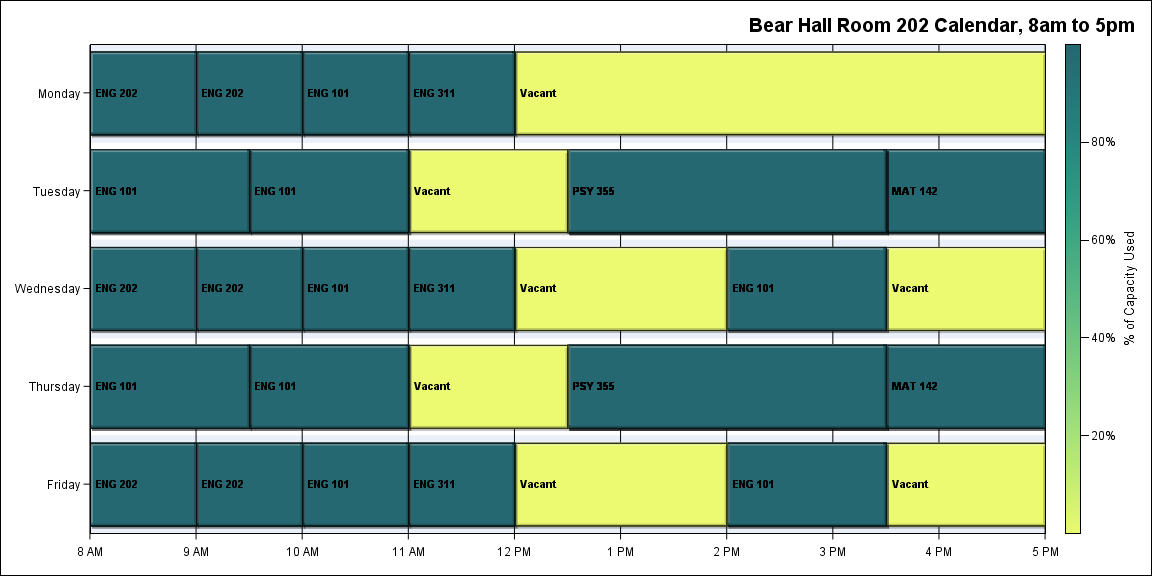 Bear Hall Room 202 Calendar, 8am to 5pm
Monday
ENG 202
ENG 202
ENG 101
ENG 311
Vacant
Tuesday
ENG 101
ENG 101
Vacant
PSY 355
MAT 142
Wednesday
ENG 202
ENG 202
ENG 101
ENG 311
Vacant
ENG 101
Vacant
Thursday
ENG 101
ENG 101
Vacant
PSY 355
MAT 142
Friday
ENG 202
ENG 202
ENG 101
ENG 311
Vacant
ENG 101
Vacant
8 AM
9 AM
10 AM
11 AM
12 PM
1 PM
2 PM
3 PM
4 PM
5 PM
80%
60%
40%
20%
% of Capacity Used